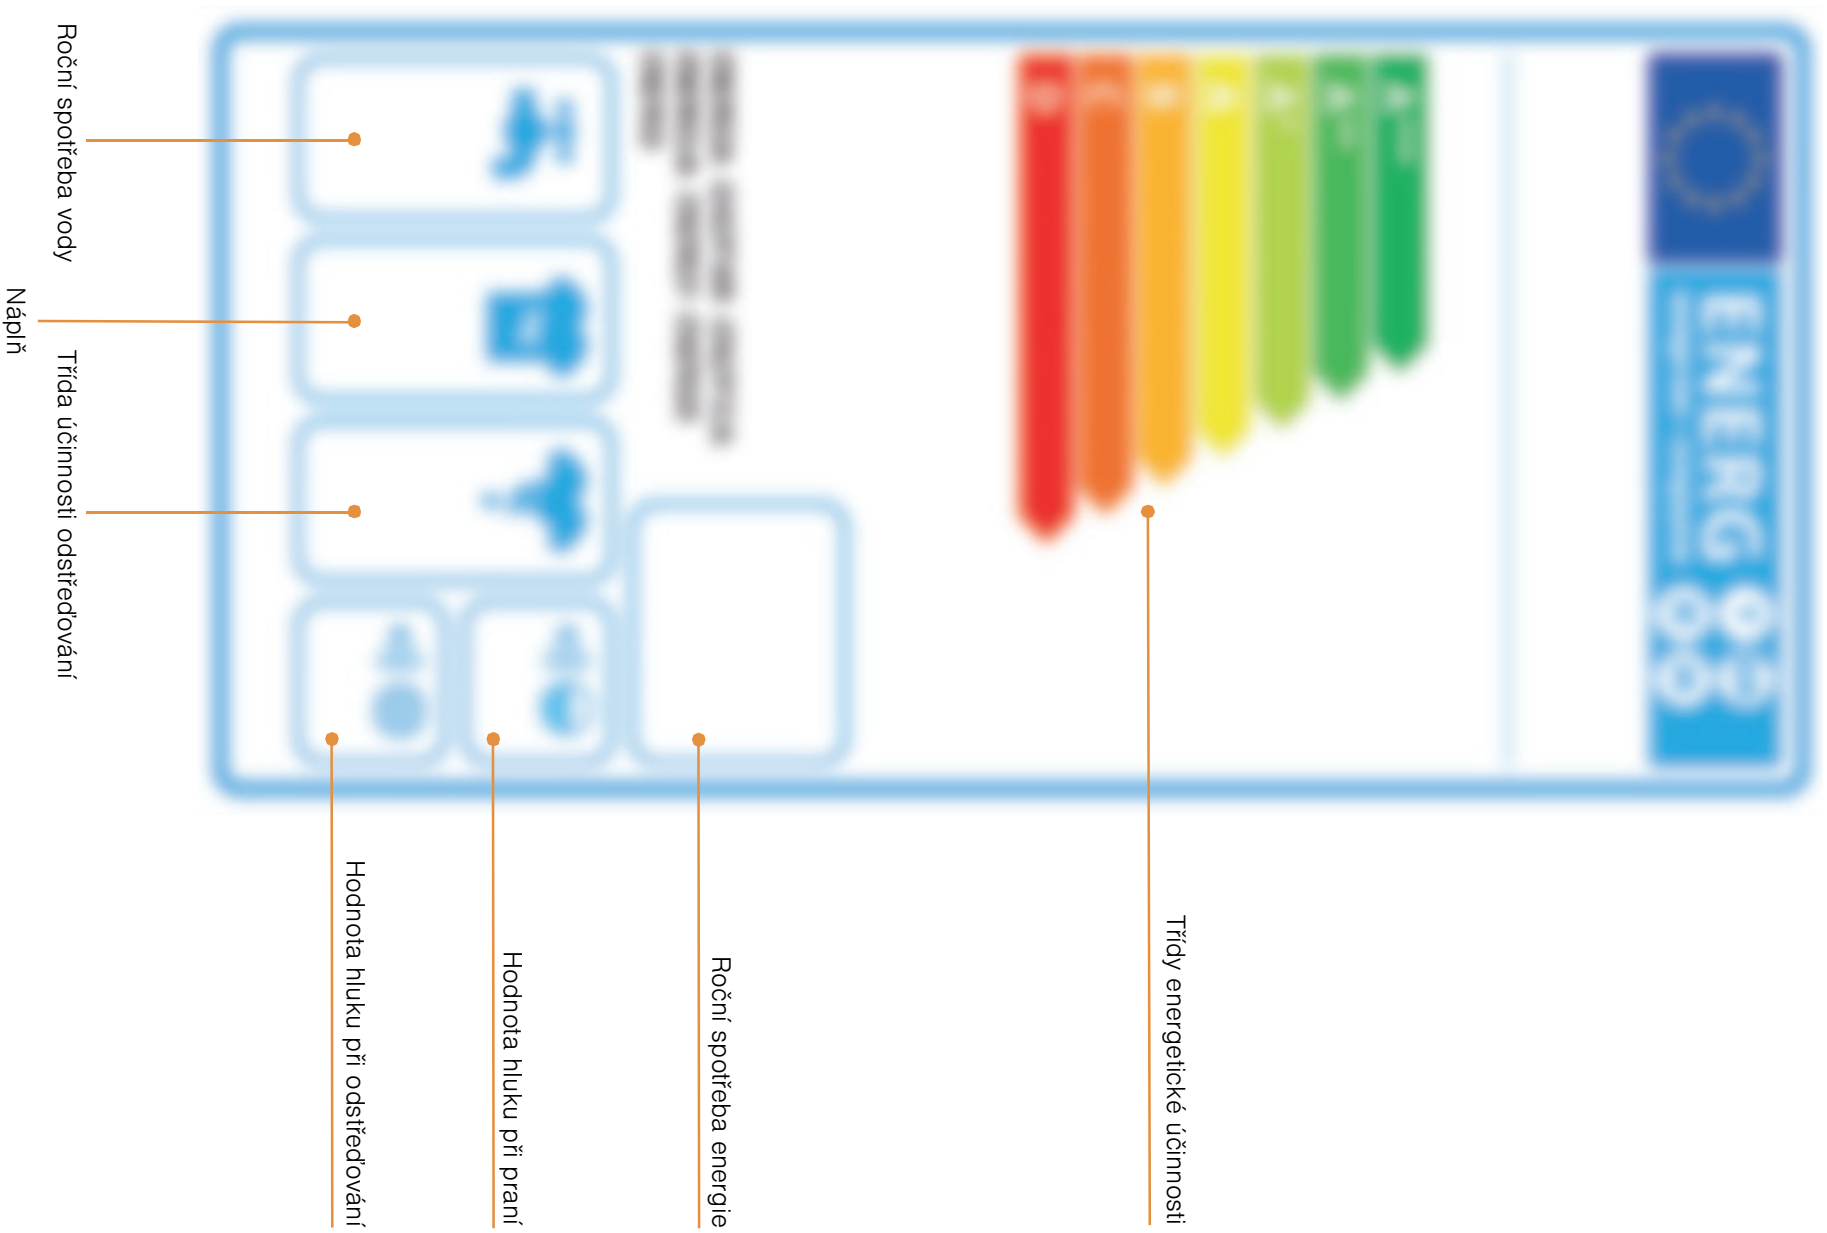 ENERG
A
A
A
A
B
C
D
Třídy energetické účinnosti
Roční spotřeba energie
Hodnota hluku při praní
Hodnota hluku při odstřeďování
Roční spotřeba vody
Náplň
Třída účinnosti odstřeďování